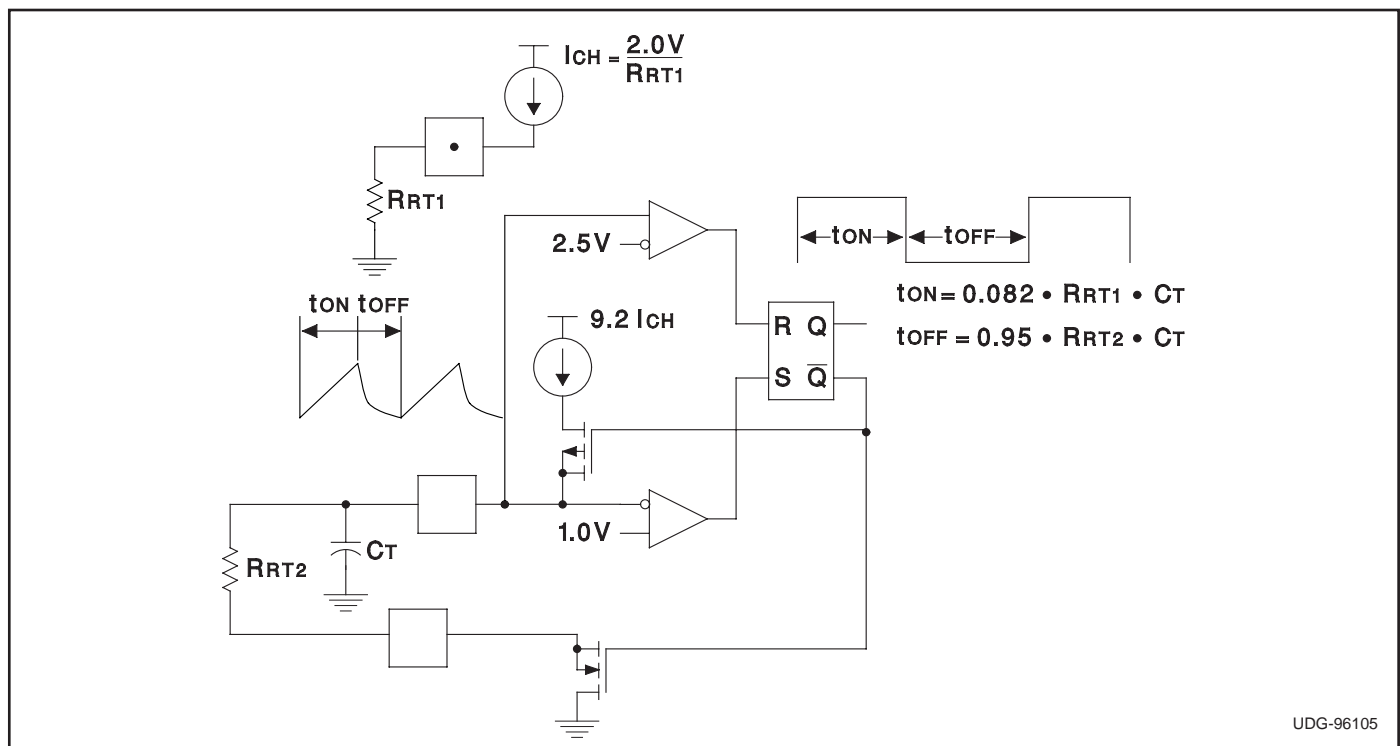 ICH = 2.0V / RRT1
RRT1
2.5V
tON
tOFF
tON = 0.082 • RRT1 • CT
tOFF = 0.95 • RRT2 • CT
tON tOFF
9.2 ICH
R Q
S Q̅
1.0V
CT
RRT2
UDG-96105